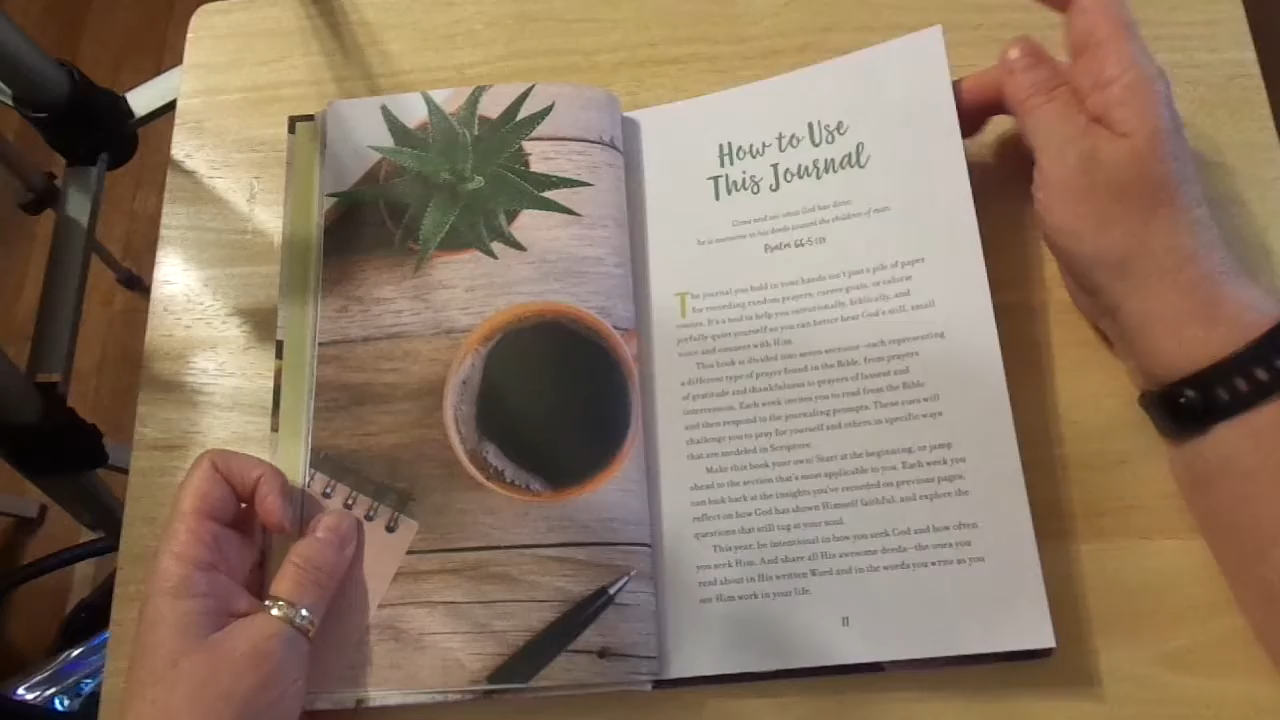 How to Use
This Journal
Come and see what God has done:
he is awesome in his deeds toward the children of man.
Psalm 66:5
The journal you hold in your hands isn't just a pile of paper
for recording random prayers, career goals, or calorie
counts. It's a tool to help you intentionally, biblically, and
joyfully quiet yourself so you can better hear God's still, small
voice and connect with Him.
This book is divided into seven sections—each representing
a different type of prayer found in the Bible, from prayers
of gratitude and thankfulness to prayers of lament and
intercession. Each week invites you to read from the Bible
and then respond to the journaling prompts. These cues will
challenge you to pray for yourself and others in specific ways
that are modeled in Scripture.
Make this book your own! Start at the beginning, or jump
ahead to the section that's most applicable to you. Each week you
can look back at the insights you've recorded on previous pages,
reflect on how God has shown Himself faithful, and explore the
questions that still tug at your soul.
This year, be intentional in how you seek God and how often
you seek Him. And share all His awesome deeds—the ones you
read about in His written Word and in the words you write as you
see Him work in your life.
11